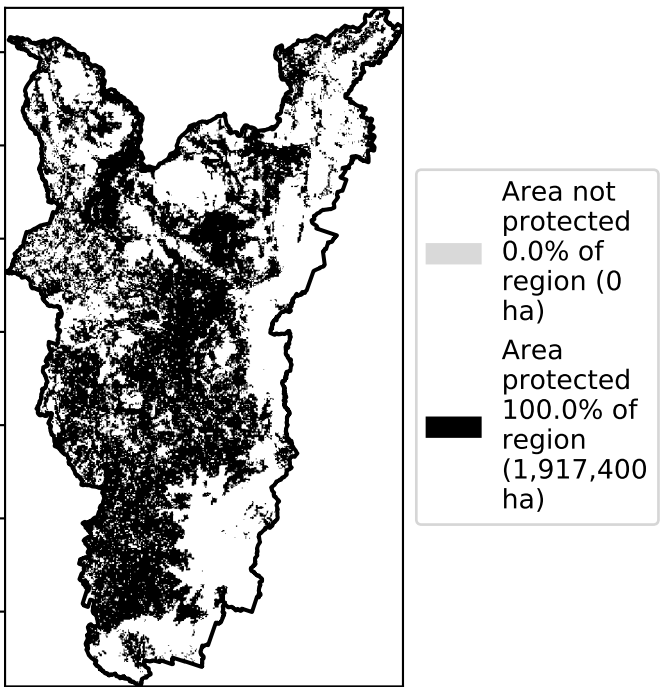 Area not
protected
0.0% of
region (0
ha)
Area
protected
100.0% of
region
(1,917,400
ha)